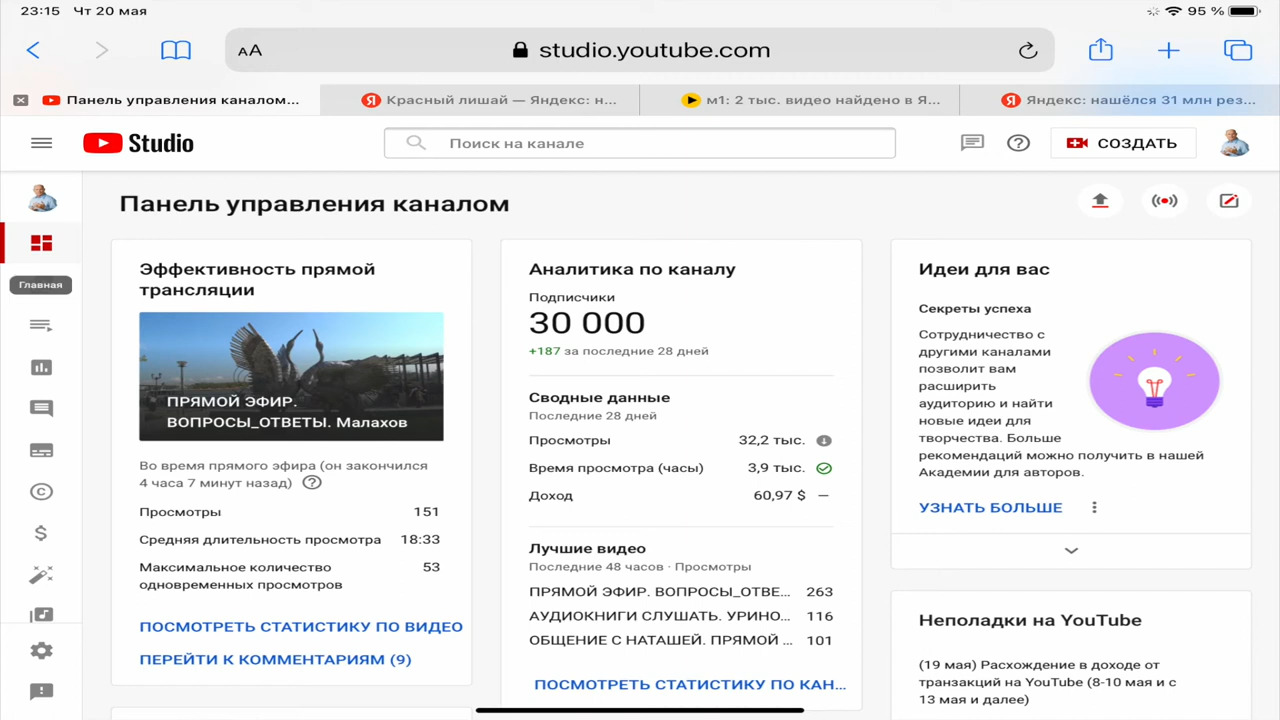 23:15 Чт 20 мая
95 %
AA
studio.youtube.com
Панель управления каналом...
Красный лишай — Яндекс: н...
м1: 2 тыс. видео найдено в Я...
Яндекс: нашёлся 31 млн рез...
Studio
Поиск на канале
СОЗДАТЬ
Панель управления каналом
Главная
Эффективность прямой
трансляции
ПРЯМОЙ ЭФИР.
ВОПРОСЫ_ОТВЕТЫ. Малахов
Во время прямого эфира (он закончился
4 часа 7 минут назад)
Просмотры 151
Средняя длительность просмотра 18:33
Максимальное количество
одновременных просмотров 53
ПОСМОТРЕТЬ СТАТИСТИКУ ПО ВИДЕО
ПЕРЕЙТИ К КОММЕНТАРИЯМ (9)
Аналитика по каналу
Подписчики
30 000
+187 за последние 28 дней
Сводные данные
Последние 28 дней
Просмотры 32,2 тыс.
Время просмотра (часы) 3,9 тыс.
Доход 60,97 $ —
Лучшие видео
Последние 48 часов · Просмотры
ПРЯМОЙ ЭФИР. ВОПРОСЫ_ОТВЕ... 263
АУДИОКНИГИ СЛУШАТЬ. УРИНО... 116
ОБЩЕНИЕ С НАТАШЕЙ. ПРЯМОЙ ... 101
ПОСМОТРЕТЬ СТАТИСТИКУ ПО КАН...
Идеи для вас
Секреты успеха
Сотрудничество с
другими каналами
позволит вам
расширить
аудиторию и найти
новые идеи для
творчества. Больше
рекомендаций можно получить в нашей
Академии для авторов.
УЗНАТЬ БОЛЬШЕ
Неполадки на YouTube
(19 мая) Расхождение в доходе от
транзакций на YouTube (8-10 мая и с
13 мая и далее)